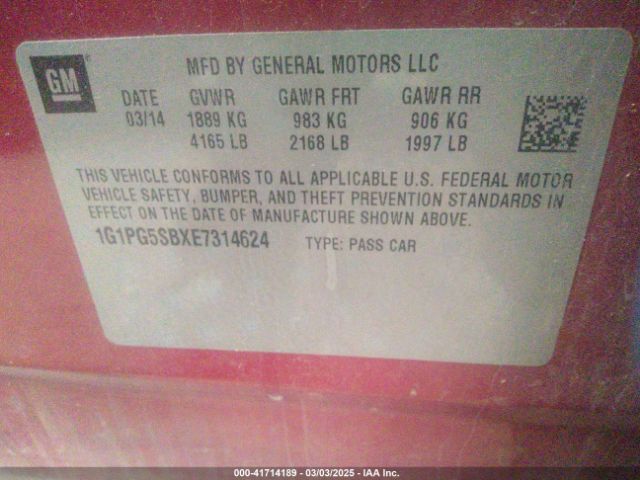 GM
MFD BY GENERAL MOTORS LLC
DATE GVWR GAWR FRT GAWR RR
03/14 1889 KG 983 KG 906 KG
4165 LB 2168 LB 1997 LB
THIS VEHICLE CONFORMS TO ALL APPLICABLE U.S. FEDERAL MOTOR
VEHICLE SAFETY, BUMPER, AND THEFT PREVENTION STANDARDS IN
EFFECT ON THE DATE OF MANUFACTURE SHOWN ABOVE.
1G1PG5SBXE7314624 TYPE: PASS CAR
000-41714189 - 03/03/2025 - IAA Inc.